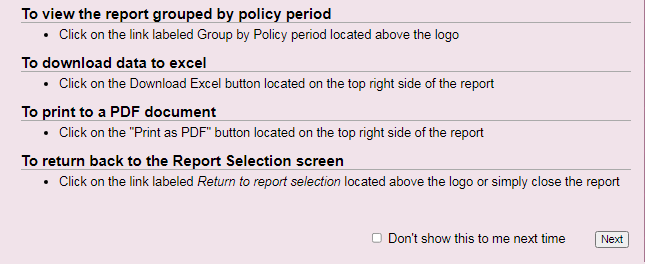 To view the report grouped by policy period
• Click on the link labeled Group by Policy period located above the logo
To download data to excel
• Click on the Download Excel button located on the top right side of the report
To print to a PDF document
• Click on the "Print as PDF" button located on the top right side of the report
To return back to the Report Selection screen
• Click on the link labeled Return to report selection located above the logo or simply close the report
Don't show this to me next time Next